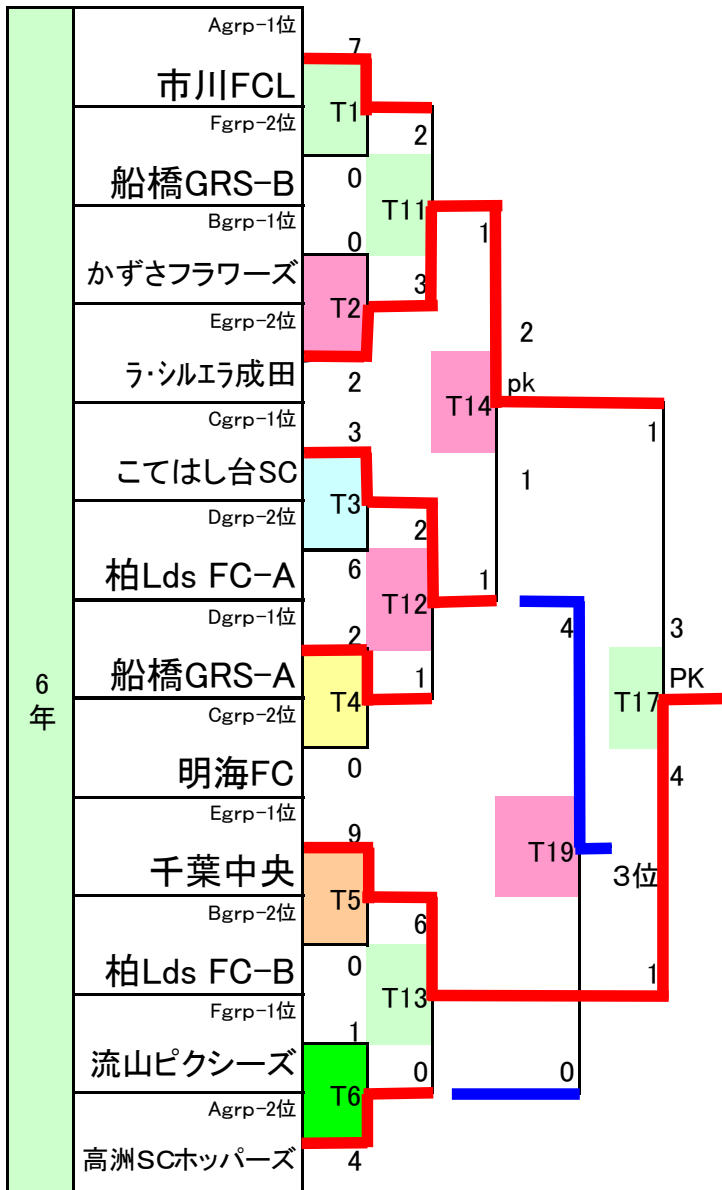 6年
Agrp-1位
市川FCL
Fgrp-2位
船橋GRS-B
Bgrp-1位
かずさフラワーズ
Egrp-2位
ラ・シルエラ成田
Cgrp-1位
こてはし台SC
Dgrp-2位
柏Lds FC-A
Dgrp-1位
船橋GRS-A
Cgrp-2位
明海FC
Egrp-1位
千葉中央
Bgrp-2位
柏Lds FC-B
Fgrp-1位
流山ピクシーズ
Agrp-2位
高洲SCホッパーズ
7
T1
0
0
T2
2
3
T3
6
2
T4
0
9
T5
0
1
T6
4
2
T11
3
2
T12
1
6
T13
0
1
2
T14
pk
1
1
1
3
T17
PK
4
1
4
T19
3位
0